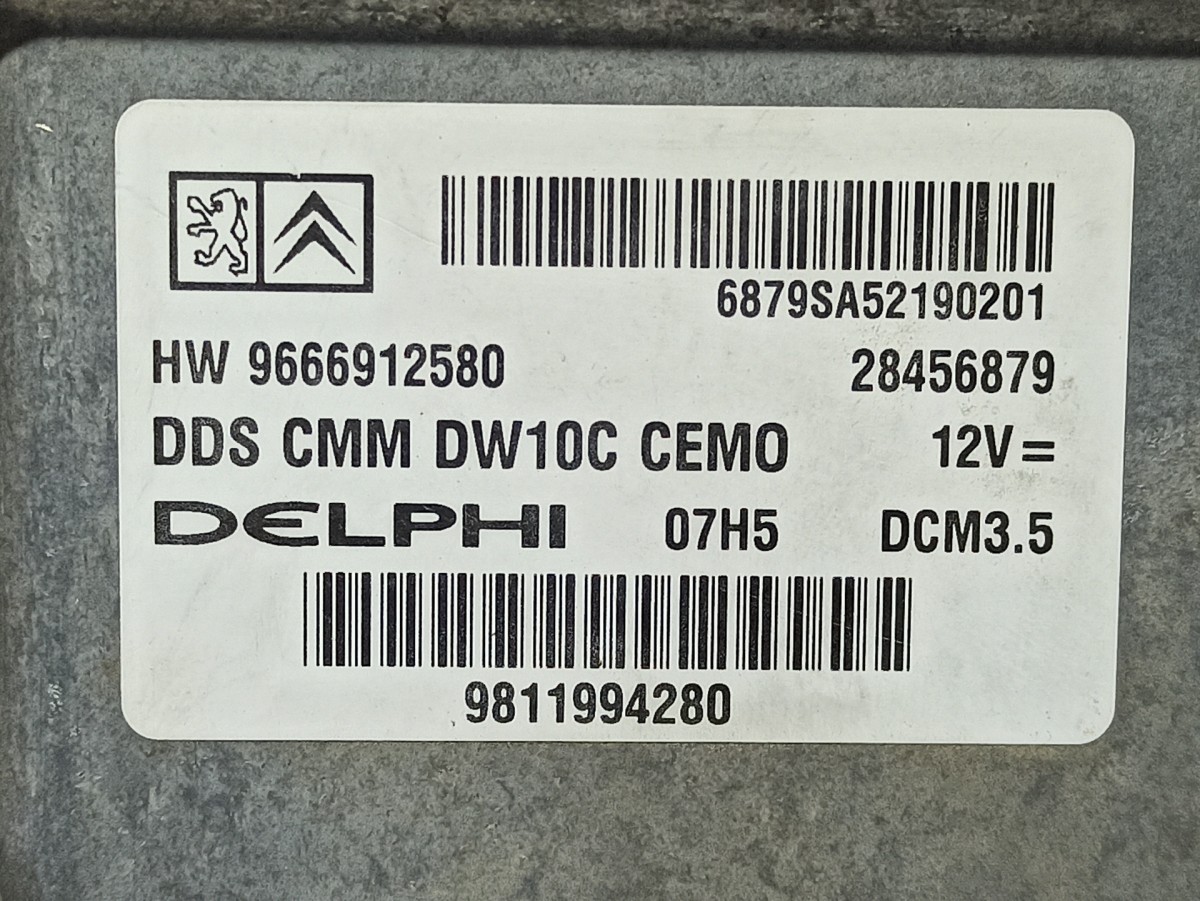 6879SA52190201
HW 9666912580 28456879
DDS CMM DW10C CEMO 12V=
DELPHI 07H5 DCM3.5
9811994280